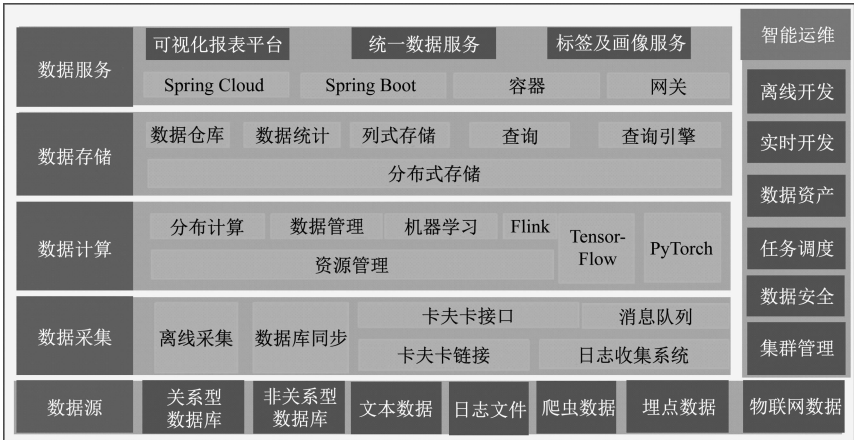 数据服务
可视化报表平台
统一数据服务
标签及画像服务
Spring Cloud
Spring Boot
容器
网关
数据存储
数据仓库
数据统计
列式存储
查询
查询引擎
分布式存储
数据计算
分布计算
数据管理
机器学习
Flink
Tensor-
Flow
PyTorch
资源管理
数据采集
离线采集
数据库同步
卡夫卡接口
消息队列
卡夫卡链接
日志收集系统
数据源
关系型
数据库
非关系型
数据库
文本数据
日志文件
爬虫数据
埋点数据
物联网数据
智能运维
离线开发
实时开发
数据资产
任务调度
数据安全
集群管理